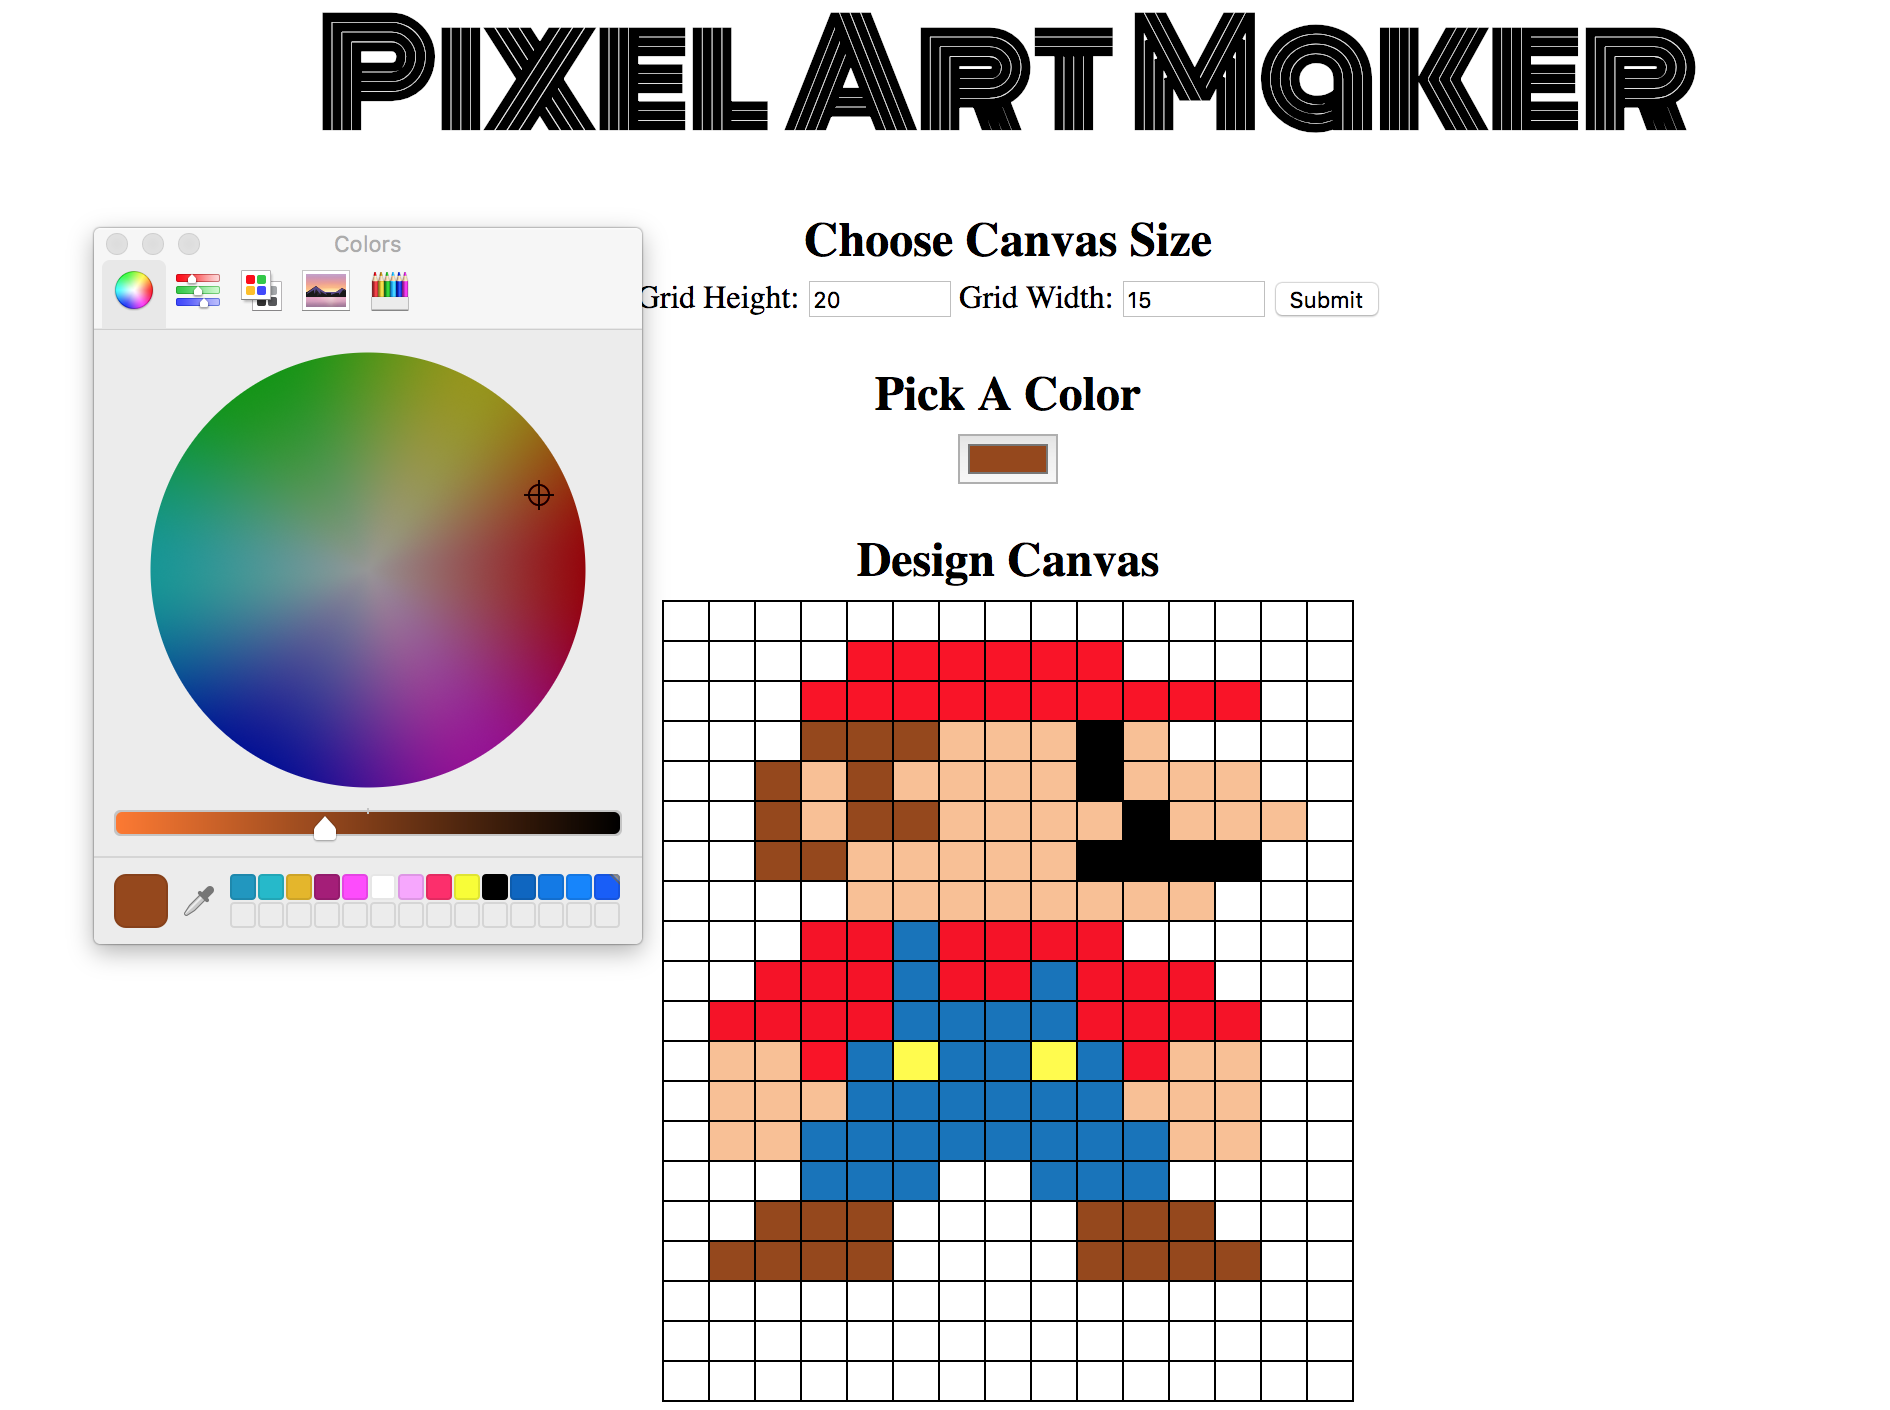 Pixel Art Maker
Colors
Choose Canvas Size
Grid Height: 20 Grid Width: 15 Submit
Pick A Color
Design Canvas